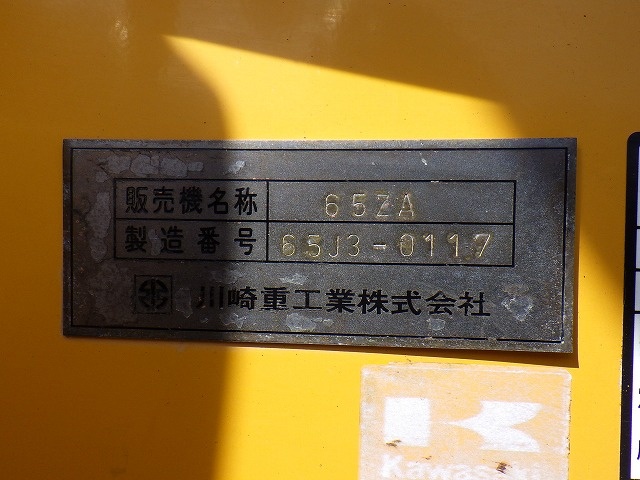 販売機名称 65ZA
製造番号 65J3-0117
川崎重工業株式会社
Kawasaki